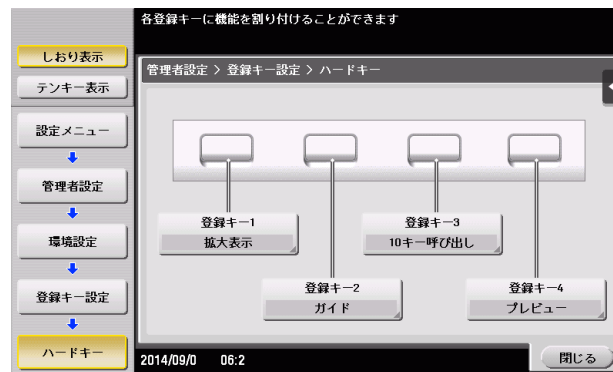 各登録キーに機能を割り付けることができます
しおり表示
テンキー表示
設定メニュー
管理者設定
環境設定
登録キー設定
ハードキー
管理者設定 > 登録キー設定 > ハードキー
登録キー1
拡大表示
登録キー2
ガイド
登録キー3
10キー呼び出し
登録キー4
プレビュー
2014/09/0 06:2
閉じる